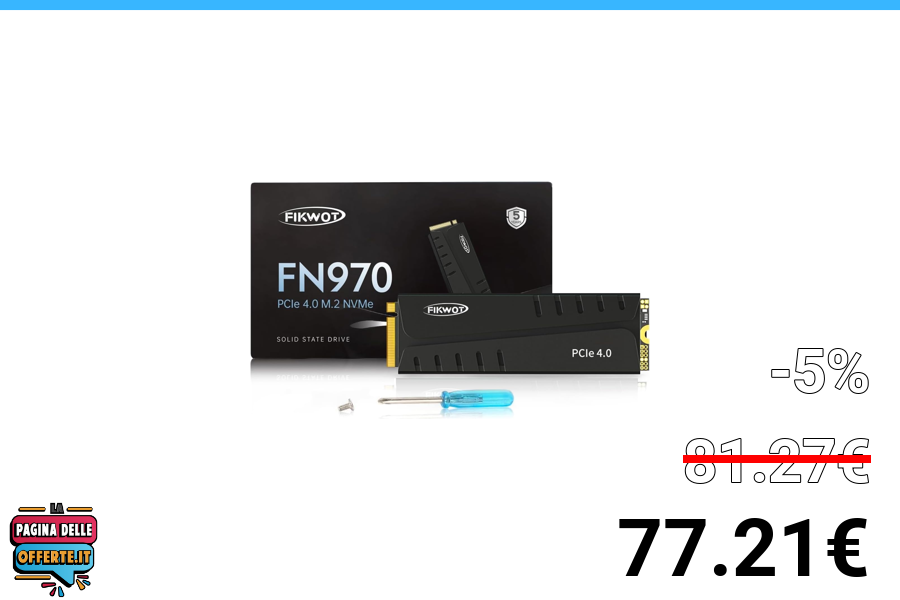 FIKWOT
5
FN970
PCIe 4.0 M.2 NVMe
SOLID STATE DRIVE
FIKWOT
FIKWOT
PCIe 4.0
-5%
81.27€
77.21€
LA
PAGINA DELLE
OFFERTE.IT